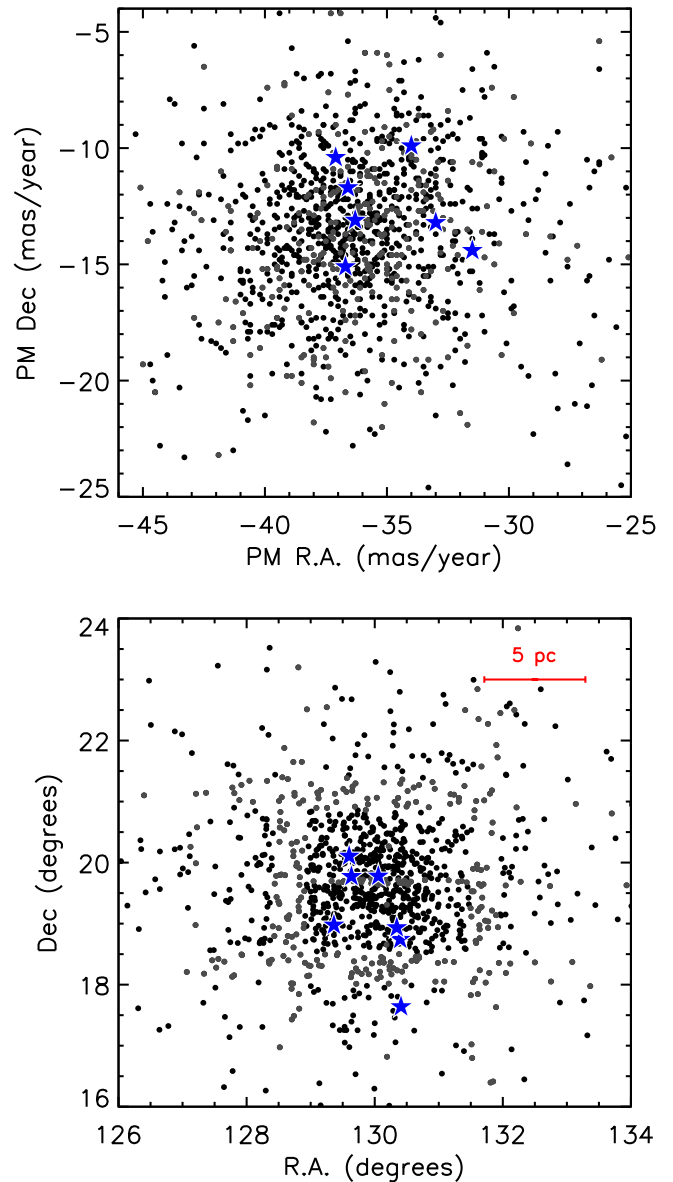 −5
−10
−15
−20
−25
PM Dec (mas/year)
−45 −40 −35 −30 −25
PM R.A. (mas/year)
24
22
20
18
16
Dec (degrees)
5 pc
126 128 130 132 134
R.A. (degrees)